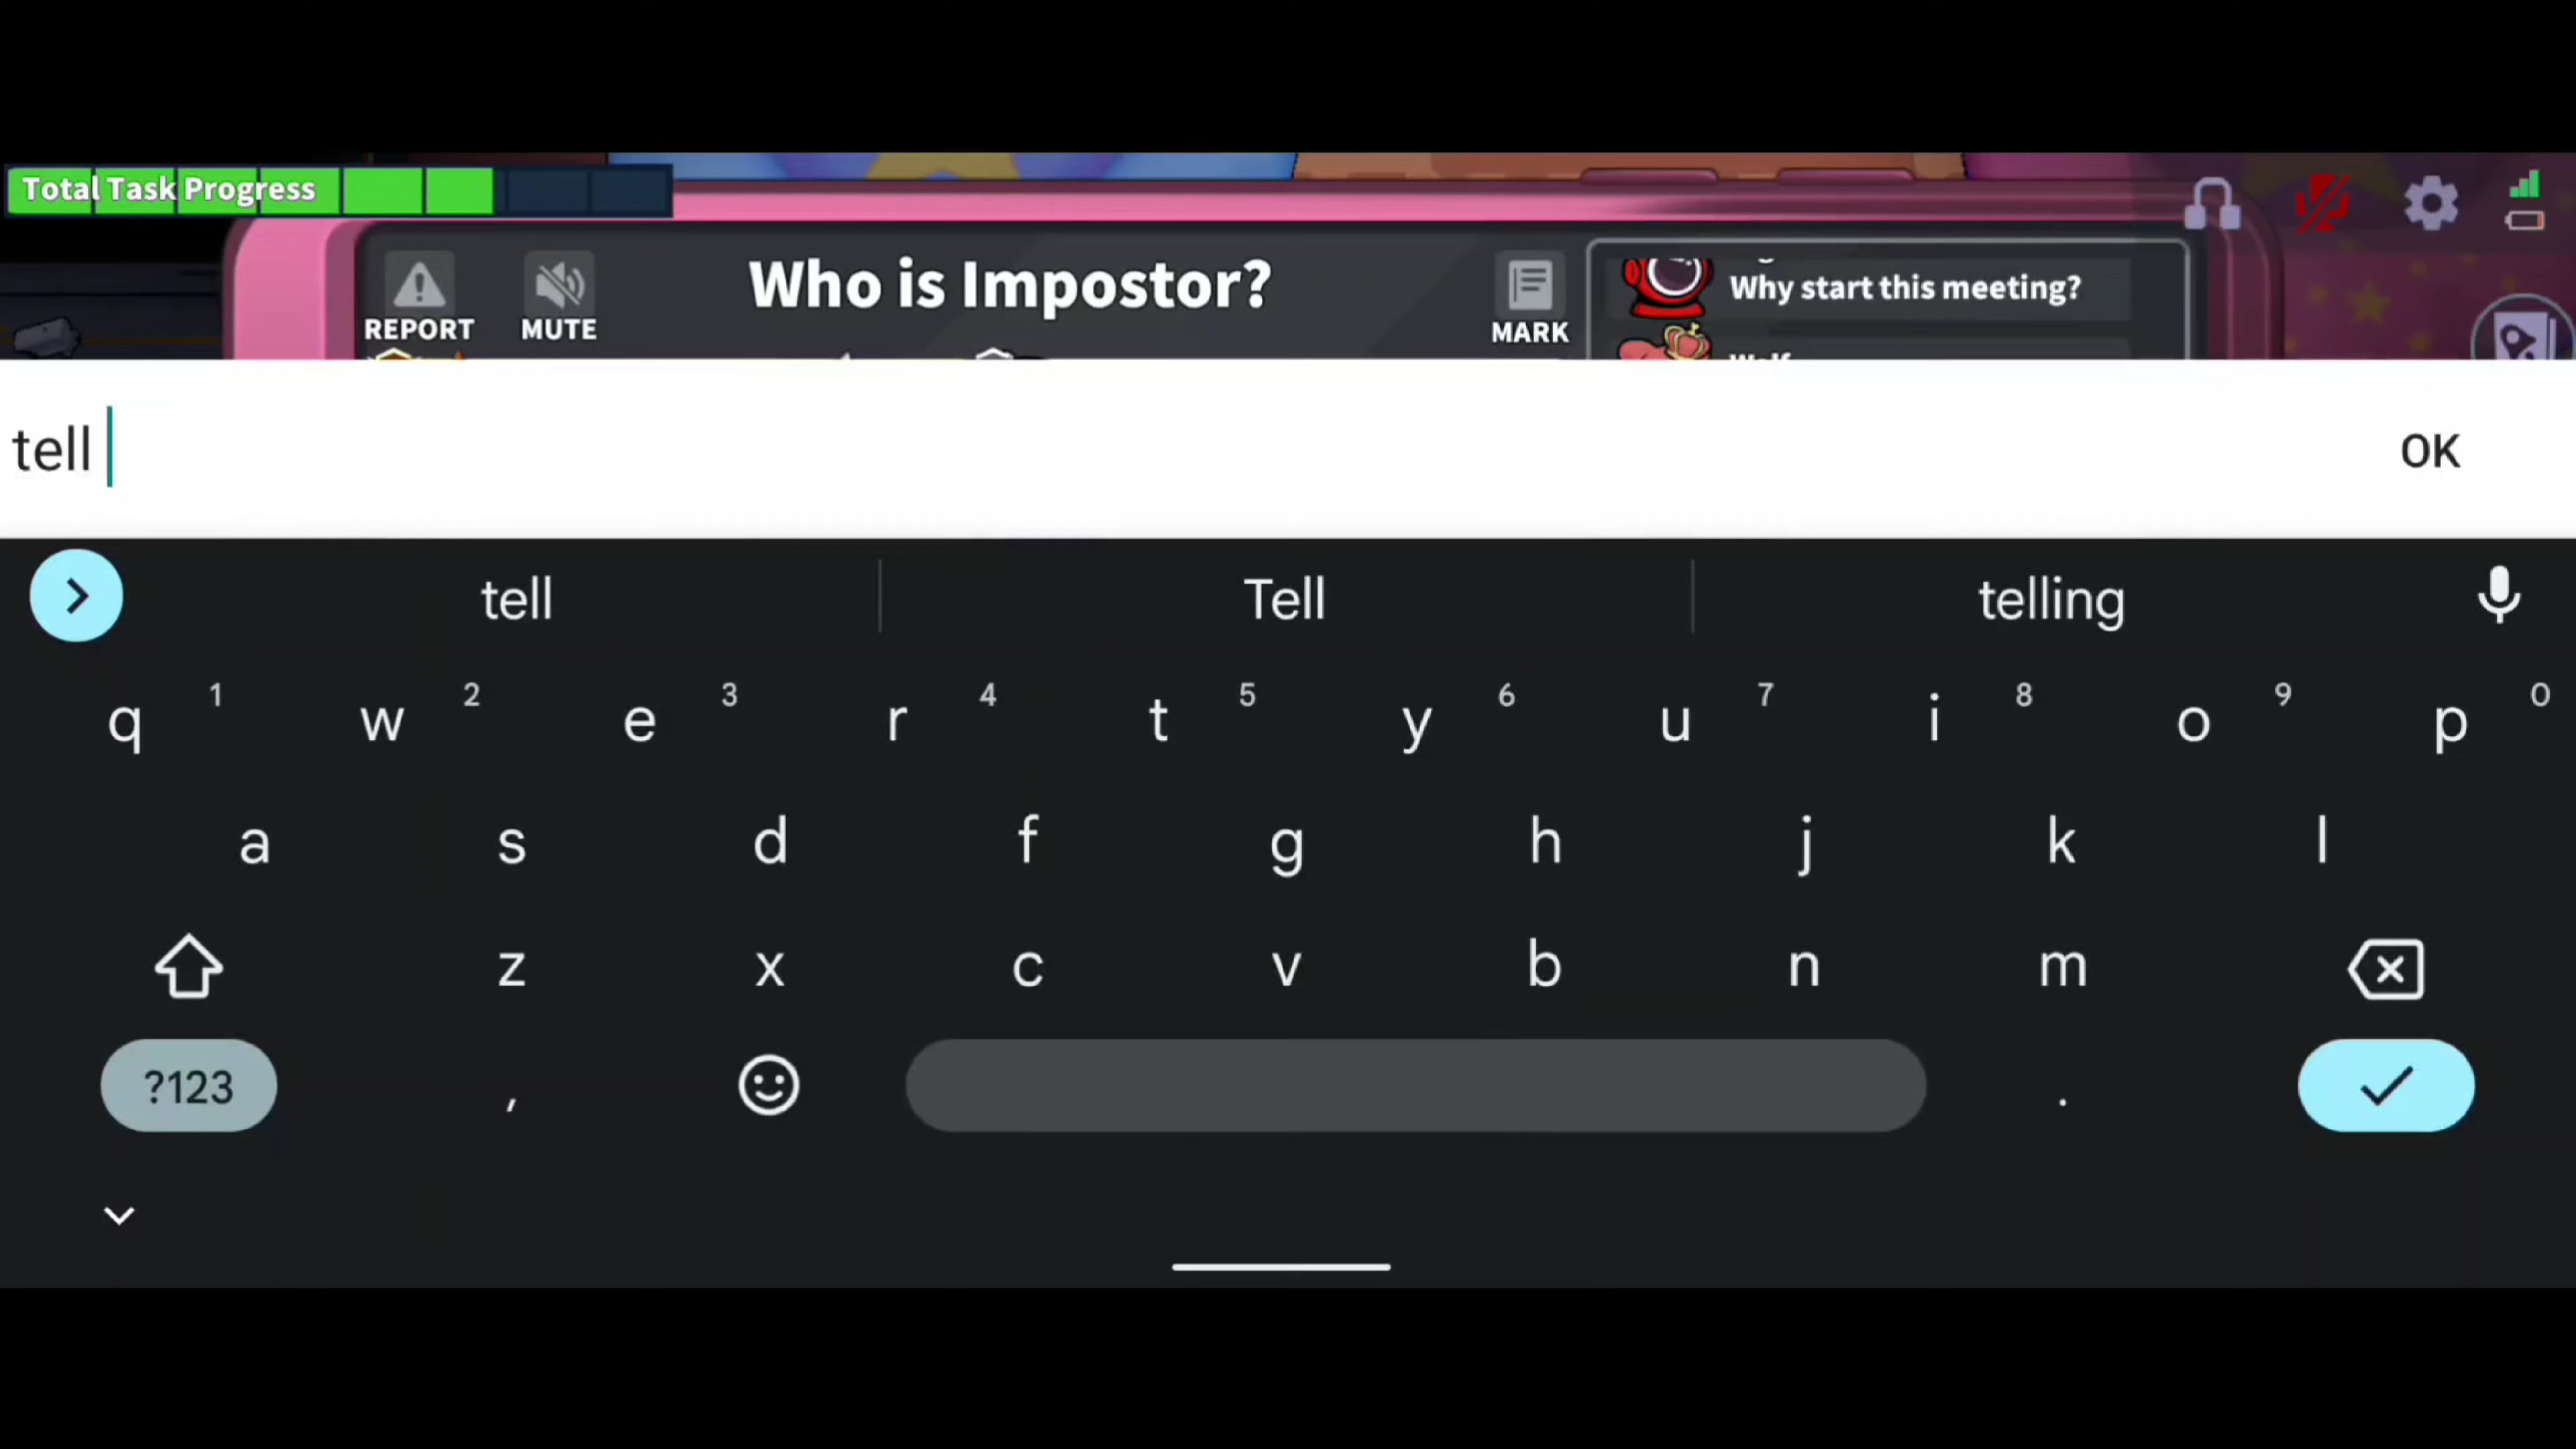 Total Task Progress
REPORT
MUTE
Who is Impostor?
MARK
Why start this meeting?
Wolf
tell
OK
tell Tell telling
q 1 w 2 e 3 r 4 t 5 y 6 u 7 i 8 o 9 p 0
a s d f g h j k l
z x c v b n m
?123 , .